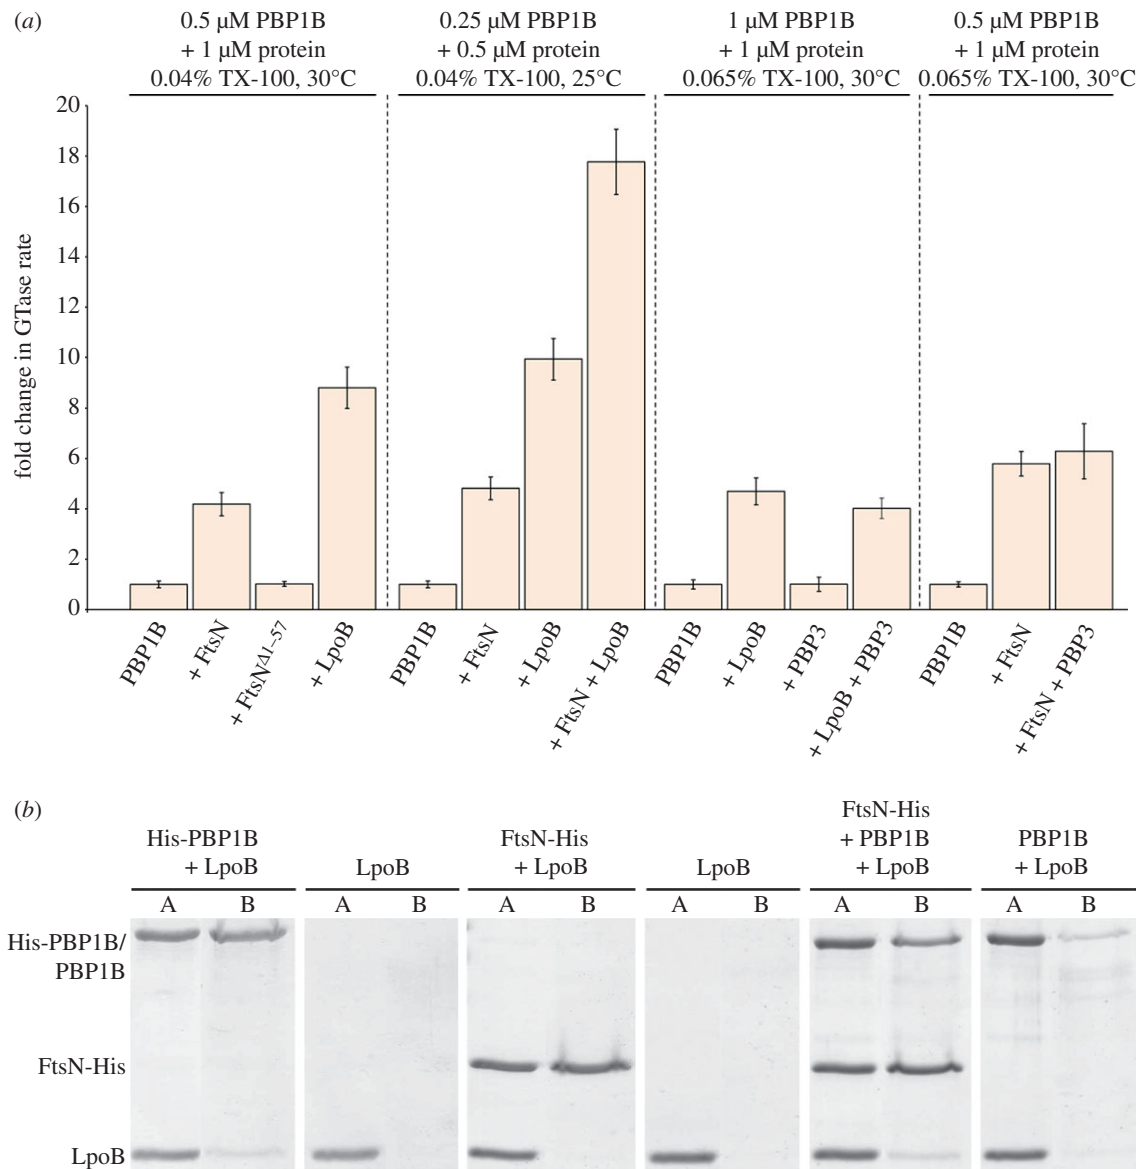 (a)
0.5 µM PBP1B
+ 1 µM protein
0.04% TX-100, 30°C
0.25 µM PBP1B
+ 0.5 µM protein
0.04% TX-100, 25°C
1 µM PBP1B
+ 1 µM protein
0.065% TX-100, 30°C
0.5 µM PBP1B
+ 1 µM protein
0.065% TX-100, 30°C
fold change in GTase rate
20
18
16
14
12
10
8
6
4
2
0
PBP1B
+ FtsN
+ FtsNΔ1–57
+ LpoB
PBP1B
+ FtsN
+ LpoB
+ FtsN + LpoB
PBP1B
+ LpoB
+ PBP3
+ LpoB + PBP3
PBP1B
+ FtsN
+ FtsN + PBP3
(b)
His-PBP1B
+ LpoB
LpoB
FtsN-His
+ LpoB
LpoB
FtsN-His
+ PBP1B
+ LpoB
PBP1B
+ LpoB
A B A B A B A B A B A B
His-PBP1B/
PBP1B
FtsN-His
LpoB